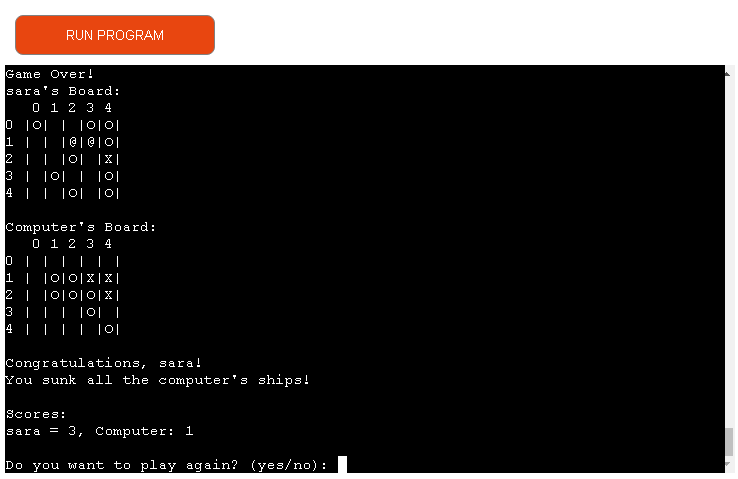 RUN PROGRAM
Game Over!
sara's Board:
   0 1 2 3 4
0 |O| | |O|O|
1 | | |@|@|O|
2 | | |O| |X|
3 | |O| | |O|
4 | | |O| |O|
Computer's Board:
   0 1 2 3 4
0 | | | | | |
1 | |O|O|X|X|
2 | |O|O|O|X|
3 | | | |O| |
4 | | | | |O|
Congratulations, sara!
You sunk all the computer's ships!
Scores:
sara = 3, Computer: 1
Do you want to play again? (yes/no):